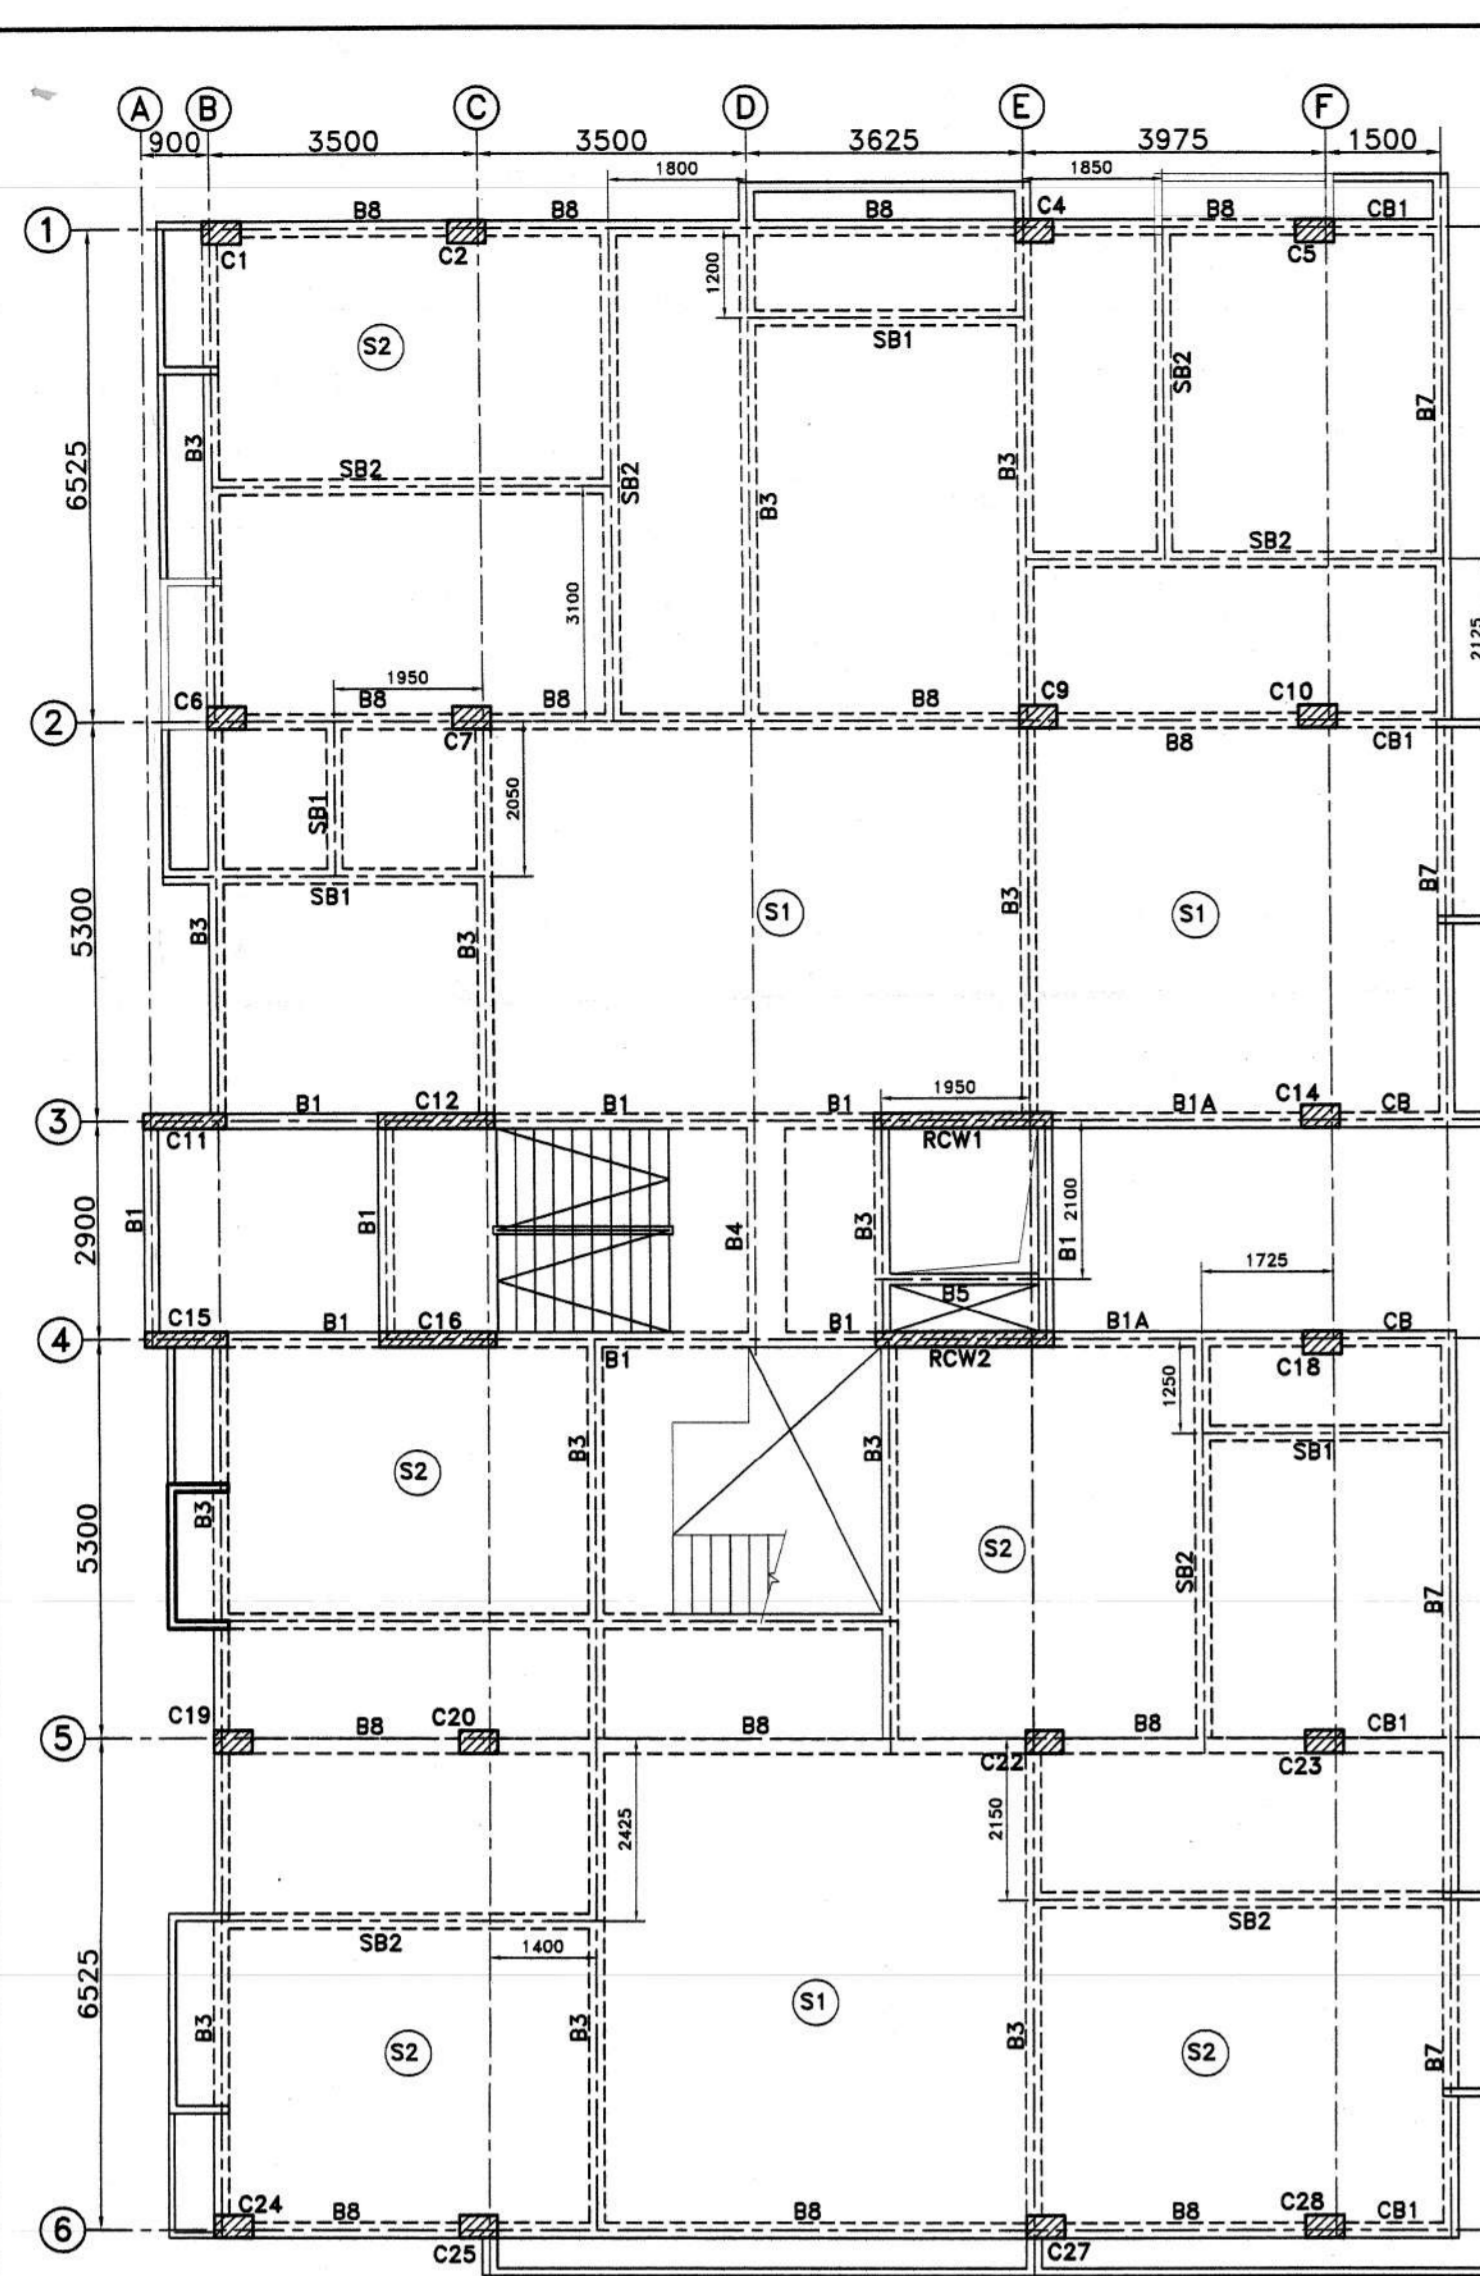 A B C D E F
900 3500 3500 3625 3975 1500
1800 1850
C4
1 B8 B8 B8 B8 CB1
C1 C2 C5
1200
SB1
S2
SB2
B7
B3 SB2 SB2 B3 B3
6525
SB2
3100
2125
1950
C6 B8 B8 B8 C9 C10
2
C7 B8 CB1
2050
SB1
SB1
B7
B3 B3 S1 B3 S1
5300
1950
B1 C12 B1 B1 B1A C14 CB
3
C11 RCW1
2100
B1 B1 B4 B3 B1
2900
1725
B5
C15 B1 C16 B1 B1A CB
4
B1 RCW2 C18
1250
B3 B3 SB1
S2
B3
5300
S2
SB2
B7
C19 B8 C20 B8 B8 CB1
5
C22 C23
2425 2150
SB2 SB2
1400
6525
S1
B3 B3 B3
S2 S2 B7
C24 B8 B8 B8 C28 CB1
6
C25 C27